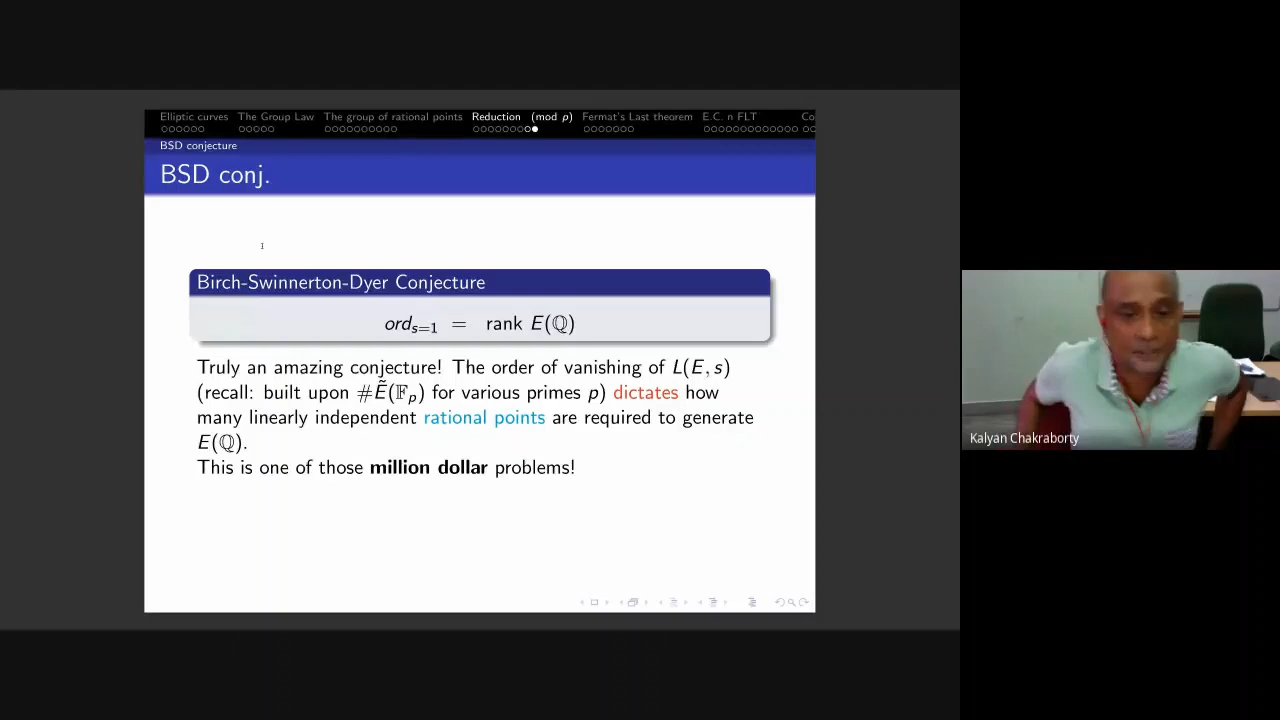 Elliptic curves The Group Law The group of rational points Reduction (mod p) Fermat's Last theorem E.C. n FLT Co
BSD conjecture
BSD conj.
Birch-Swinnerton-Dyer Conjecture
ord_{s=1} = rank E(ℚ)
Truly an amazing conjecture! The order of vanishing of L(E, s)
(recall: built upon #Ẽ(𝔽_p) for various primes p) dictates how
many linearly independent rational points are required to generate
E(ℚ).
This is one of those million dollar problems!
Kalyan Chakraborty